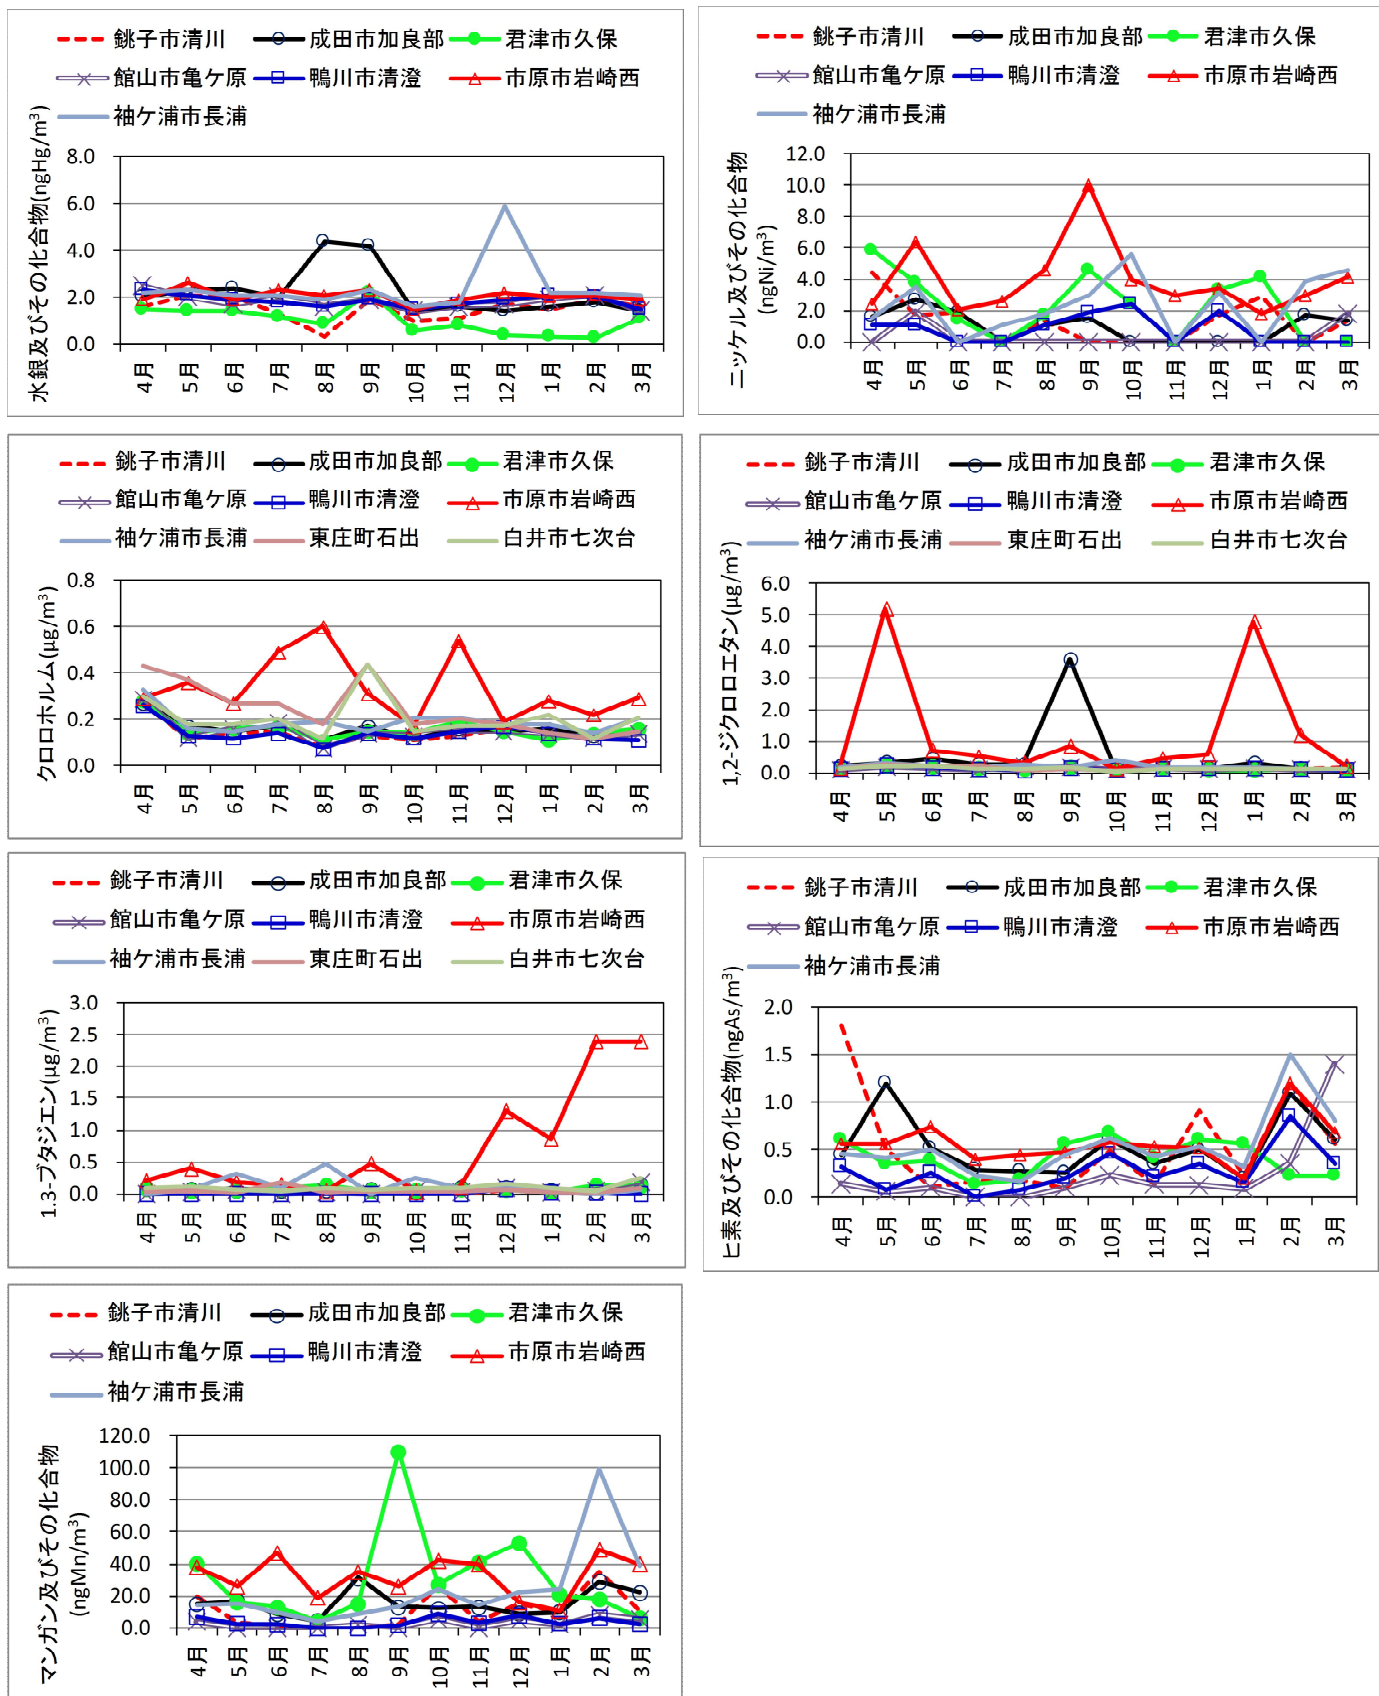 銚子市清川 成田市加良部 君津市久保
館山市亀ケ原 鴨川市清澄 市原市岩崎西
袖ケ浦市長浦
水銀及びその化合物(ngHg/m³)
8.0
6.0
4.0
2.0
0.0
4月 5月 6月 7月 8月 9月 10月 11月 12月 1月 2月 3月
銚子市清川 成田市加良部 君津市久保
館山市亀ケ原 鴨川市清澄 市原市岩崎西
袖ケ浦市長浦
ニッケル及びその化合物
(ngNi/m³)
12.0
10.0
8.0
6.0
4.0
2.0
0.0
4月 5月 6月 7月 8月 9月 10月 11月 12月 1月 2月 3月
銚子市清川 成田市加良部 君津市久保
館山市亀ケ原 鴨川市清澄 市原市岩崎西
袖ケ浦市長浦 東庄町石出 白井市七次台
クロロホルム(μg/m³)
0.8
0.6
0.4
0.2
0.0
4月 5月 6月 7月 8月 9月 10月 11月 12月 1月 2月 3月
銚子市清川 成田市加良部 君津市久保
館山市亀ケ原 鴨川市清澄 市原市岩崎西
袖ケ浦市長浦 東庄町石出 白井市七次台
1,2-ジクロロエタン(μg/m³)
6.0
5.0
4.0
3.0
2.0
1.0
0.0
4月 5月 6月 7月 8月 9月 10月 11月 12月 1月 2月 3月
銚子市清川 成田市加良部 君津市久保
館山市亀ケ原 鴨川市清澄 市原市岩崎西
袖ケ浦市長浦 東庄町石出 白井市七次台
1.3-ブタジエン(μg/m³)
3.0
2.5
2.0
1.5
1.0
0.5
0.0
4月 5月 6月 7月 8月 9月 10月 11月 12月 1月 2月 3月
銚子市清川 成田市加良部 君津市久保
館山市亀ケ原 鴨川市清澄 市原市岩崎西
袖ケ浦市長浦
ヒ素及びその化合物(ngAs/m³)
2.0
1.5
1.0
0.5
0.0
4月 5月 6月 7月 8月 9月 10月 11月 12月 1月 2月 3月
銚子市清川 成田市加良部 君津市久保
館山市亀ケ原 鴨川市清澄 市原市岩崎西
袖ケ浦市長浦
マンガン及びその化合物
(ngMn/m³)
120.0
100.0
80.0
60.0
40.0
20.0
0.0
4月 5月 6月 7月 8月 9月 10月 11月 12月 1月 2月 3月